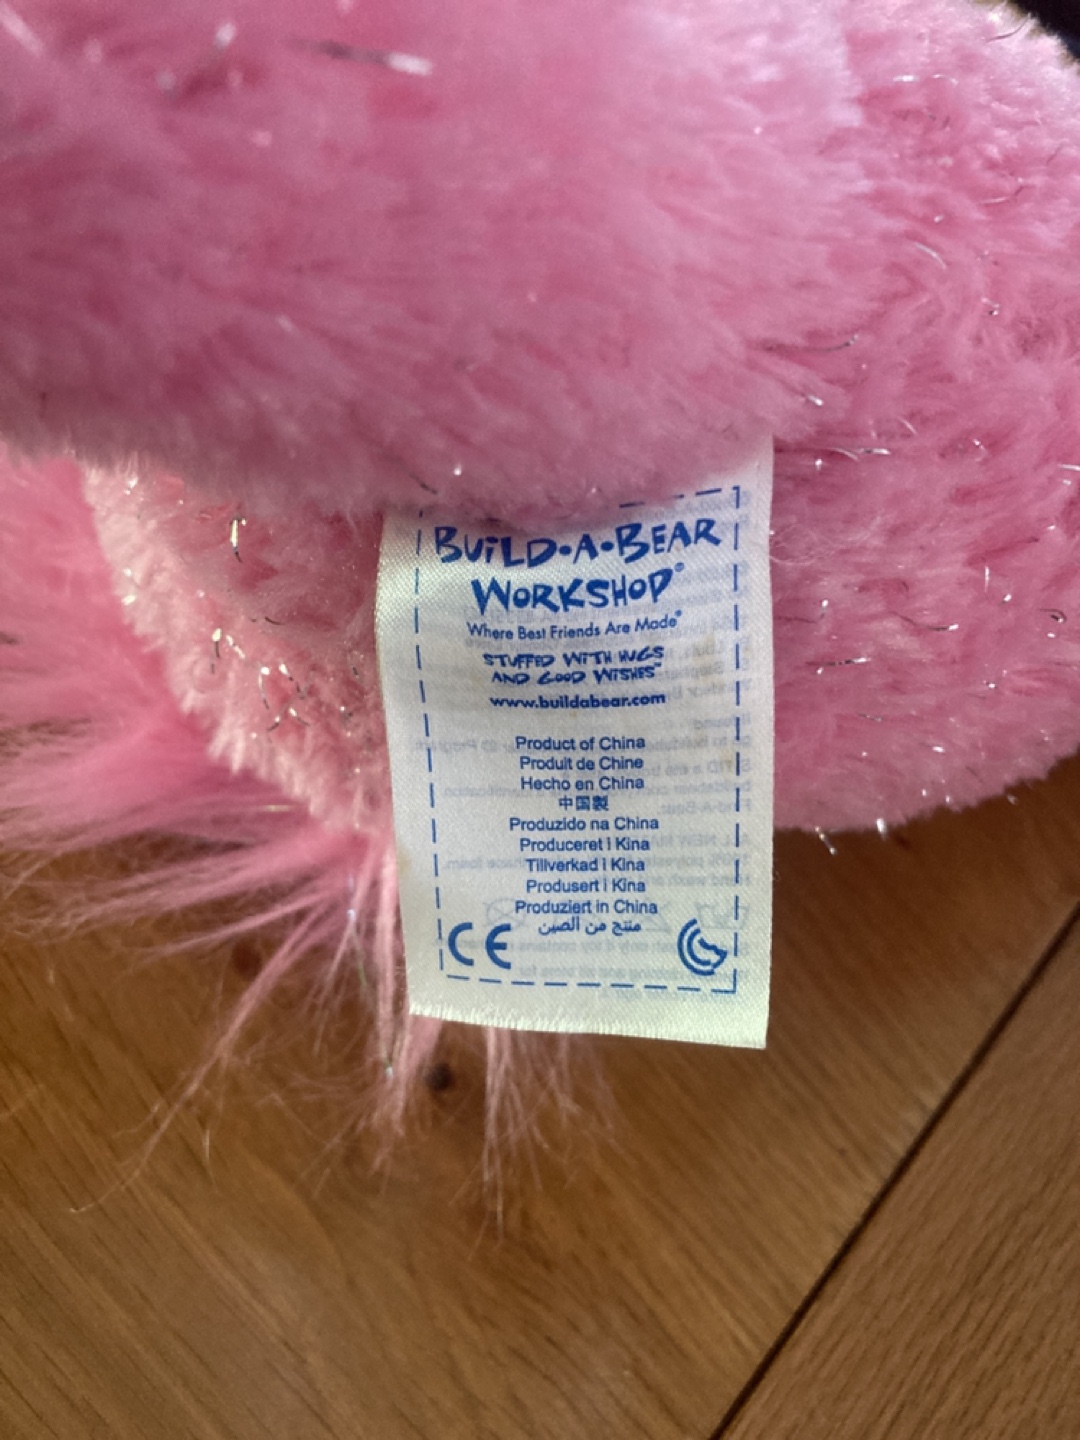 BUiLD•A•BEAR
WORKSHOP®
Where Best Friends Are Made®
STUFFED WITH HUGS
AND GOOD WISHES™
www.buildabear.com
Product of China
Produit de Chine
Hecho en China
中国製
Produzido na China
Produceret i Kina
Tillverkad i Kina
Produsert i Kina
Produziert in China
منتج من الصين
CE